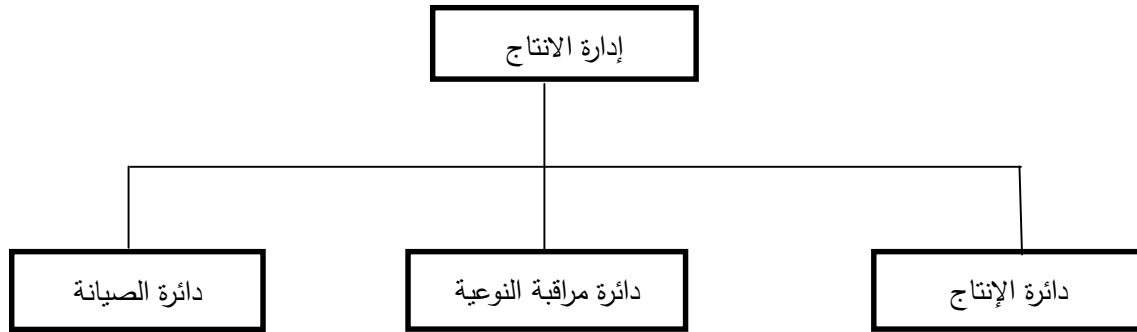 إدارة الانتاج
دائرة الإنتاج
دائرة مراقبة النوعية
دائرة الصيانة